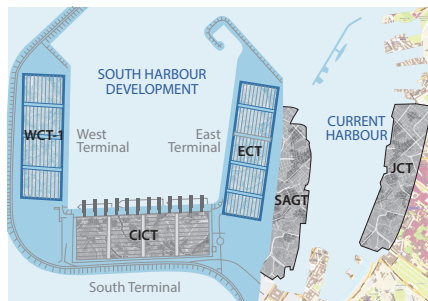 SOUTH HARBOUR
DEVELOPMENT
WCT-1
West
Terminal
East
Terminal
ECT
CURRENT
HARBOUR
JCT
SAGT
CICT
South Terminal